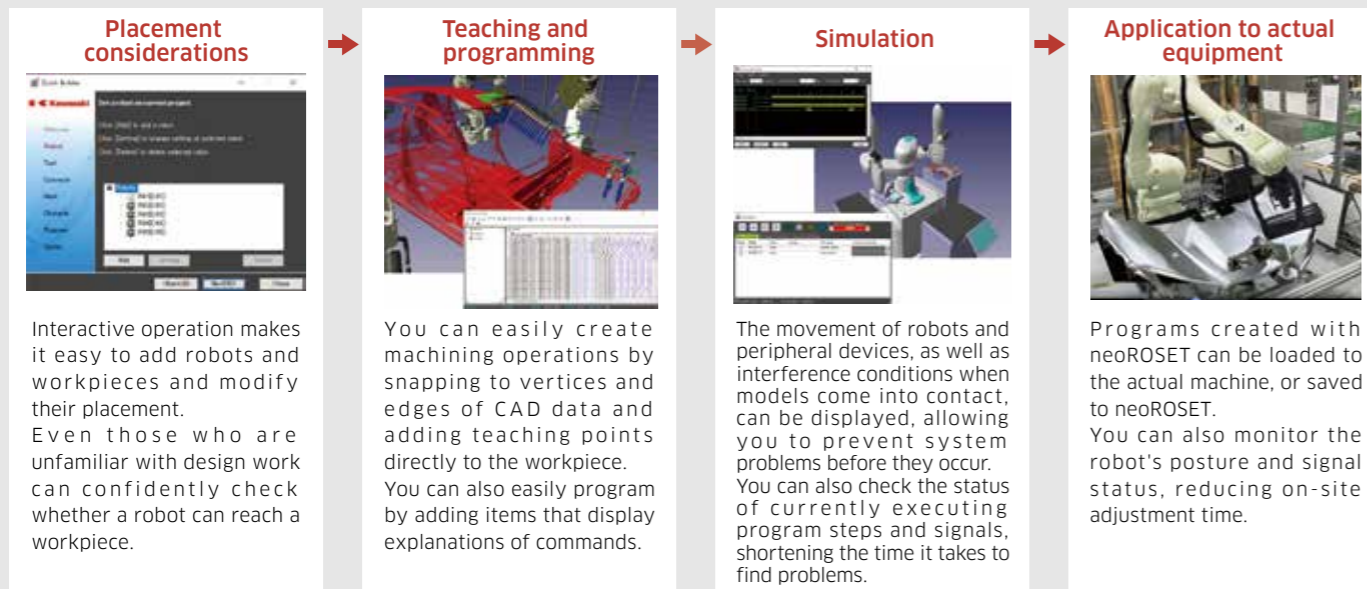 Placement
considerations
Teaching and
programming
Simulation
Application to actual
equipment
Kawasaki
Interactive operation makes
it easy to add robots and
workpieces and modify
their placement.
Even those who are
unfamiliar with design work
can confidently check
whether a robot can reach a
workpiece.
You can easily create
machining operations by
snapping to vertices and
edges of CAD data and
adding teaching points
directly to the workpiece.
You can also easily program
by adding items that display
explanations of commands.
The movement of robots and
peripheral devices, as well as
interference conditions when
models come into contact,
can be displayed, allowing
you to prevent system
problems before they occur.
You can also check the status
of currently executing
program steps and signals,
shortening the time it takes to
find problems.
Programs created with
neoROSET can be loaded to
the actual machine, or saved
to neoROSET.
You can also monitor the
robot's posture and signal
status, reducing on-site
adjustment time.